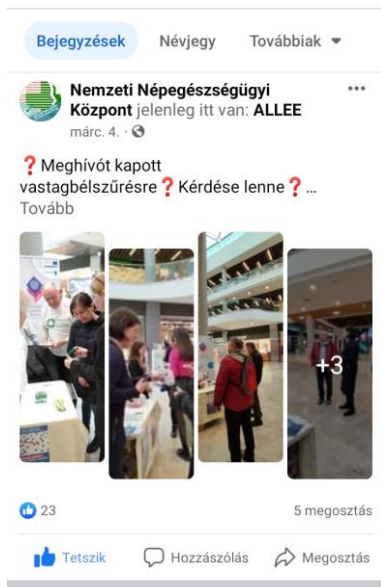 Bejegyzések Névjegy Továbbiak
Nemzeti Népegészségügyi
Központ jelenleg itt van: ALLEE
márc. 4. ·
❓Meghívót kapott
vastagbélszűrésre❓Kérdése lenne❓...
Tovább
+3
23 5 megosztás
Tetszik Hozzászólás Megosztás